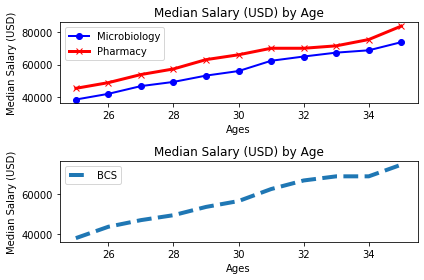 Median Salary (USD) by Age
Median Salary (USD)
80000
60000
40000
Microbiology
Pharmacy
26
28
30
32
34
Ages
Median Salary (USD) by Age
Median Salary (USD)
60000
40000
BCS
26
28
30
32
34
Ages